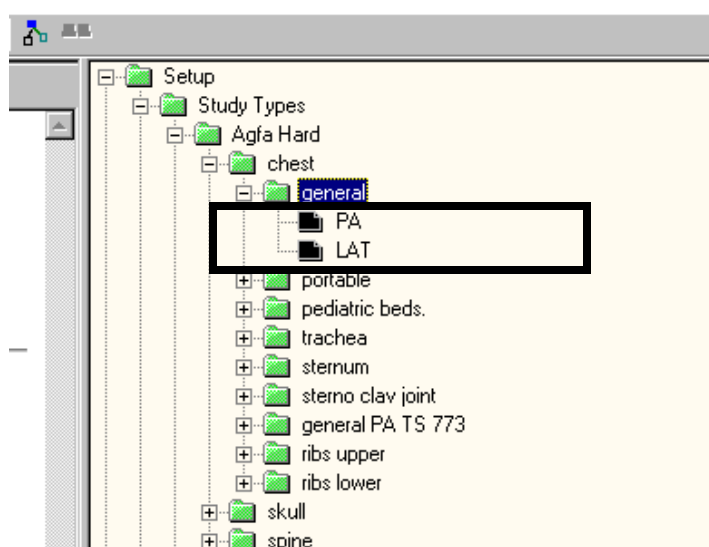 Setup
Study Types
Agfa Hard
chest
general
PA
LAT
portable
pediatric beds.
trachea
sternum
sterno clav joint
general PA TS 773
ribs upper
ribs lower
skull
spine